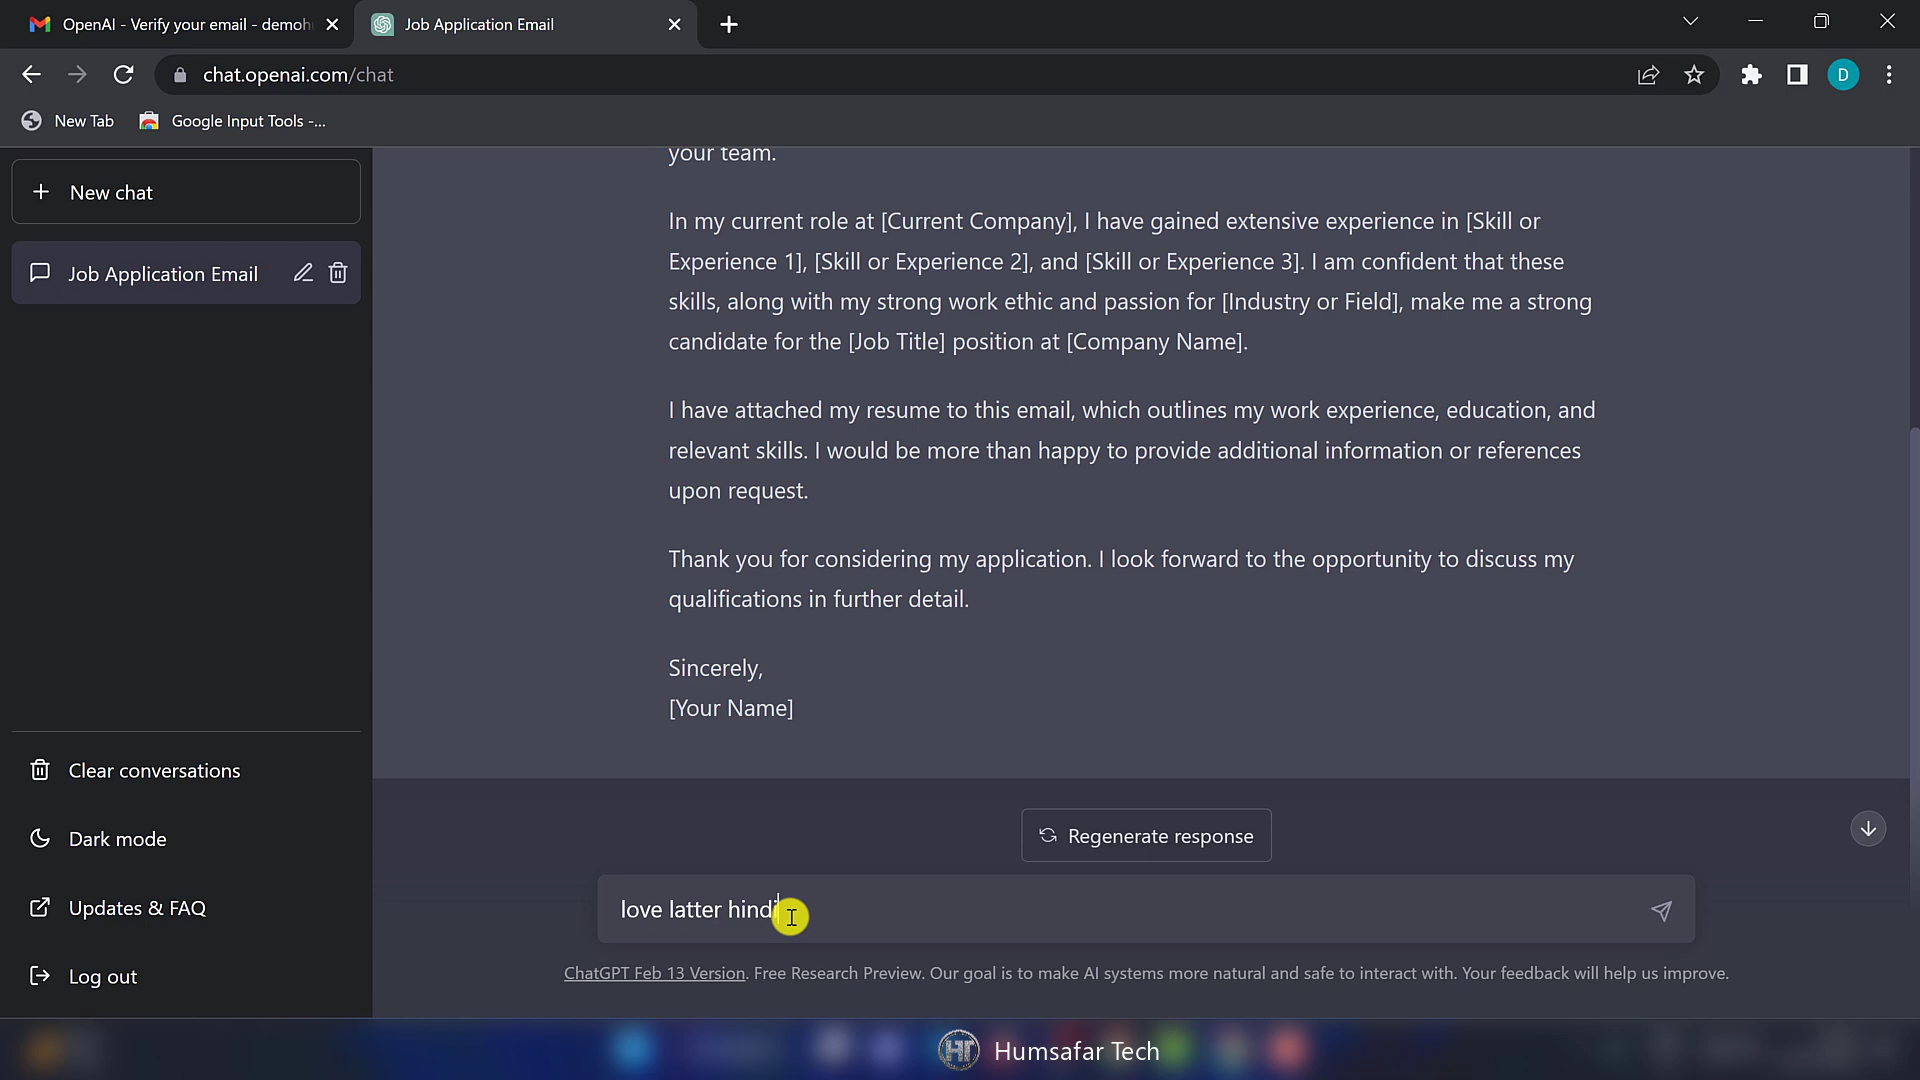 OpenAI - Verify your email - demoh
Job Application Email
chat.openai.com/chat
D
New Tab
Google Input Tools -...
New chat
Job Application Email
your team.
In my current role at [Current Company], I have gained extensive experience in [Skill or
Experience 1], [Skill or Experience 2], and [Skill or Experience 3]. I am confident that these
skills, along with my strong work ethic and passion for [Industry or Field], make me a strong
candidate for the [Job Title] position at [Company Name].
I have attached my resume to this email, which outlines my work experience, education, and
relevant skills. I would be more than happy to provide additional information or references
upon request.
Thank you for considering my application. I look forward to the opportunity to discuss my
qualifications in further detail.
Sincerely,
[Your Name]
Clear conversations
Dark mode
Updates & FAQ
Log out
Regenerate response
love latter hindi
ChatGPT Feb 13 Version. Free Research Preview. Our goal is to make AI systems more natural and safe to interact with. Your feedback will help us improve.
HT Humsafar Tech